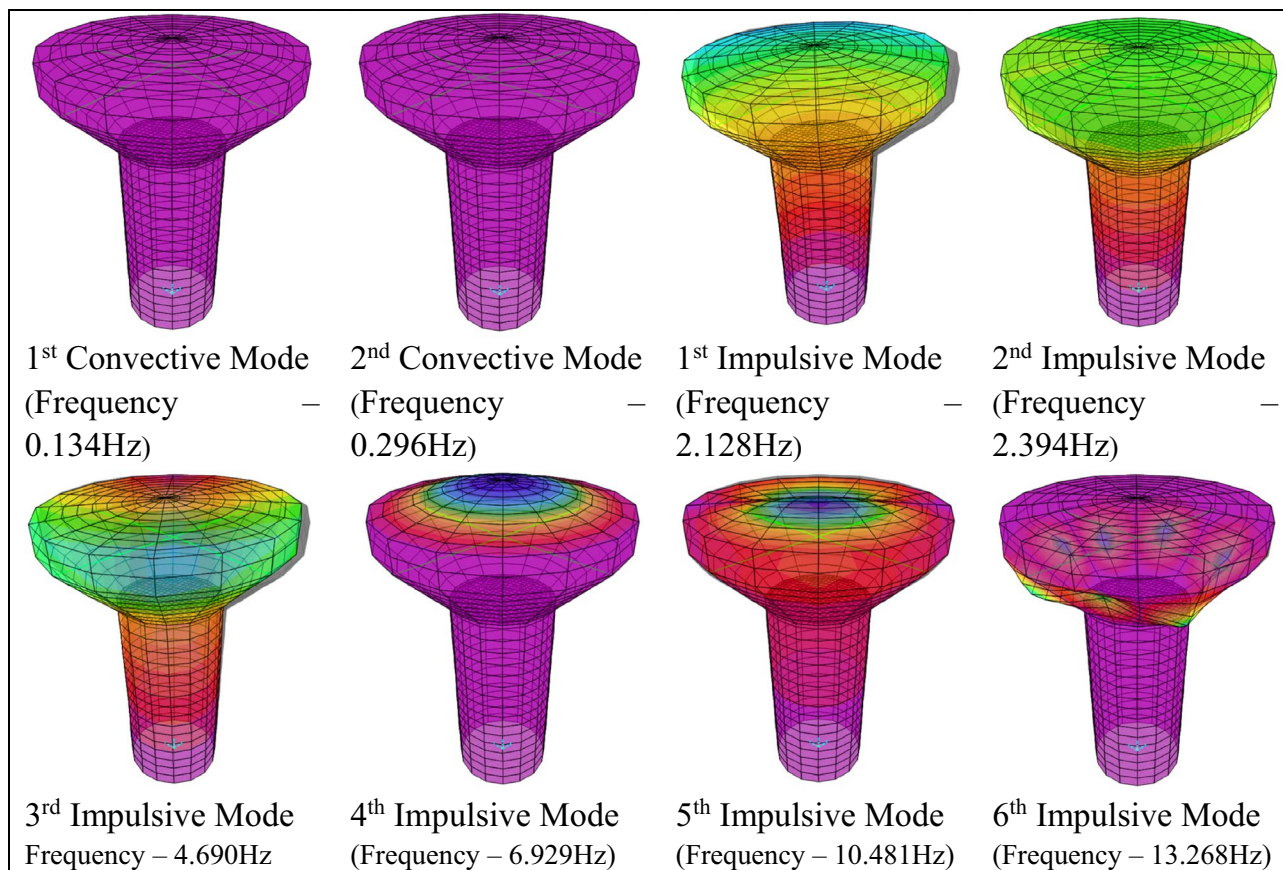 1st Convective Mode
(Frequency –
0.134Hz)
2nd Convective Mode
(Frequency –
0.296Hz)
1st Impulsive Mode
(Frequency –
2.128Hz)
2nd Impulsive Mode
(Frequency –
2.394Hz)
3rd Impulsive Mode
Frequency – 4.690Hz
4th Impulsive Mode
(Frequency – 6.929Hz)
5th Impulsive Mode
(Frequency – 10.481Hz)
6th Impulsive Mode
(Frequency – 13.268Hz)